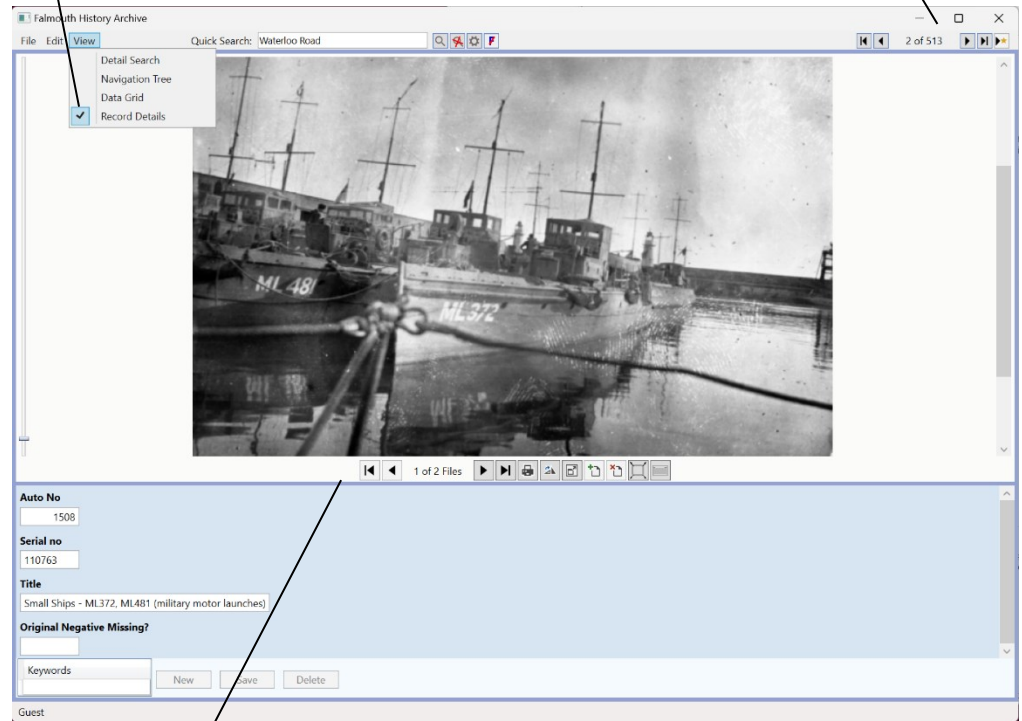 Falmouth History Archive
File Edit View Quick Search: Waterloo Road 2 of 513
Detail Search
Navigation Tree
Data Grid
Record Details
ML 481
ML372
1 of 2 Files
Auto No
1508
Serial no
110763
Title
Small Ships - ML372, ML481 (military motor launches)
Original Negative Missing?
Keywords
New Save Delete
Guest